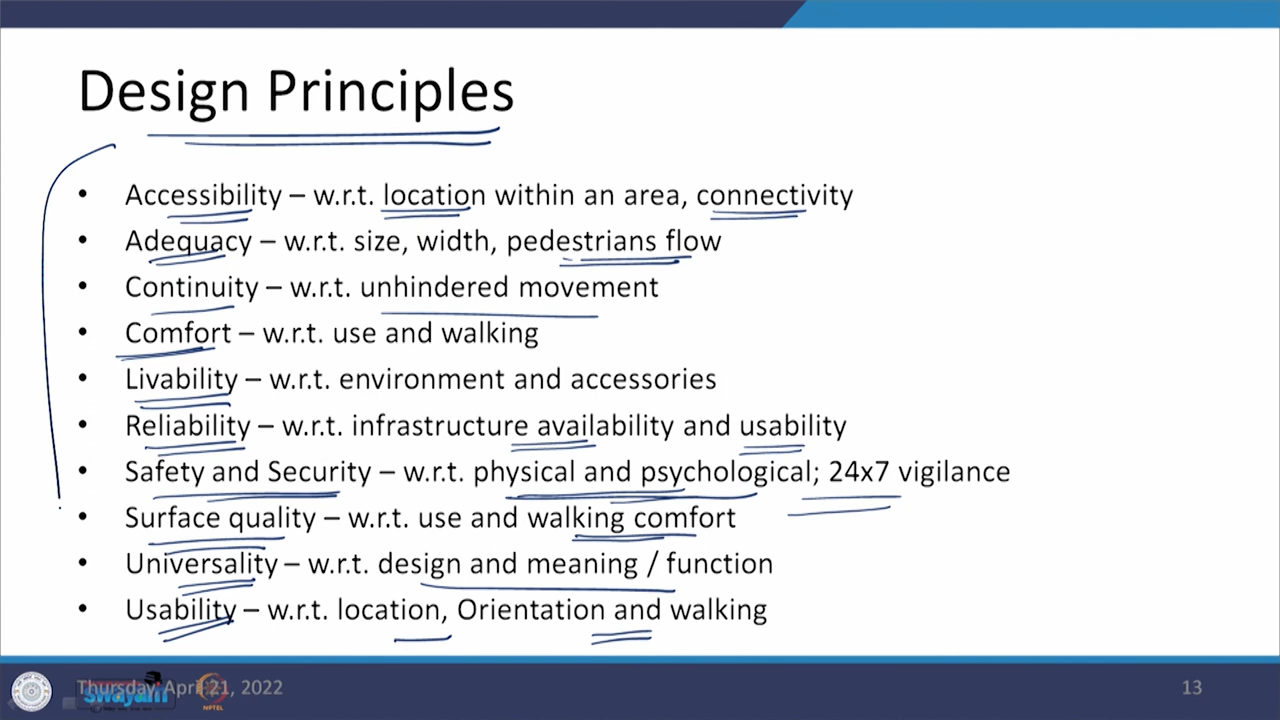 Design Principles
• Accessibility – w.r.t. location within an area, connectivity
• Adequacy – w.r.t. size, width, pedestrians flow
• Continuity – w.r.t. unhindered movement
• Comfort – w.r.t. use and walking
• Livability – w.r.t. environment and accessories
• Reliability – w.r.t. infrastructure availability and usability
• Safety and Security – w.r.t. physical and psychological; 24x7 vigilance
• Surface quality – w.r.t. use and walking comfort
• Universality – w.r.t. design and meaning / function
• Usability – w.r.t. location, Orientation and walking
Thursday, April 21, 2022
swayam
NPTEL
13